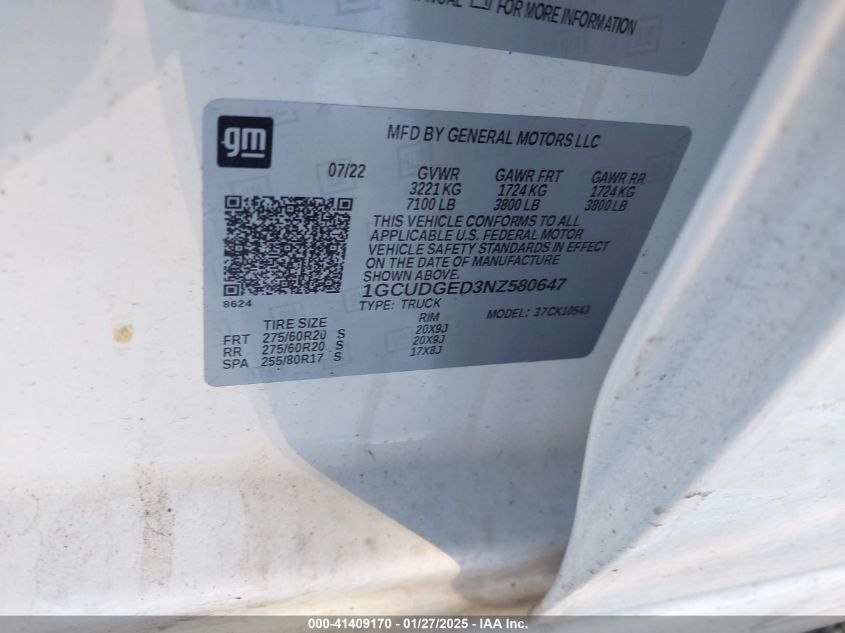 MANUAL FOR MORE INFORMATION
gm
MFD BY GENERAL MOTORS LLC
07/22 GVWR GAWR FRT GAWR RR
3221 KG 1724 KG 1724 KG
7100 LB 3800 LB 3800 LB
THIS VEHICLE CONFORMS TO ALL
APPLICABLE U.S. FEDERAL MOTOR
VEHICLE SAFETY STANDARDS IN EFFECT
ON THE DATE OF MANUFACTURE
SHOWN ABOVE.
1GCUDGED3NZ580647
8624
TYPE: TRUCK MODEL: 37CK10543
TIRE SIZE RIM
FRT 275/60R20 S 20X9J
RR 275/60R20 S 20X9J
SPA 255/80R17 S 17X8J
000-41409170 - 01/27/2025 - IAA Inc.